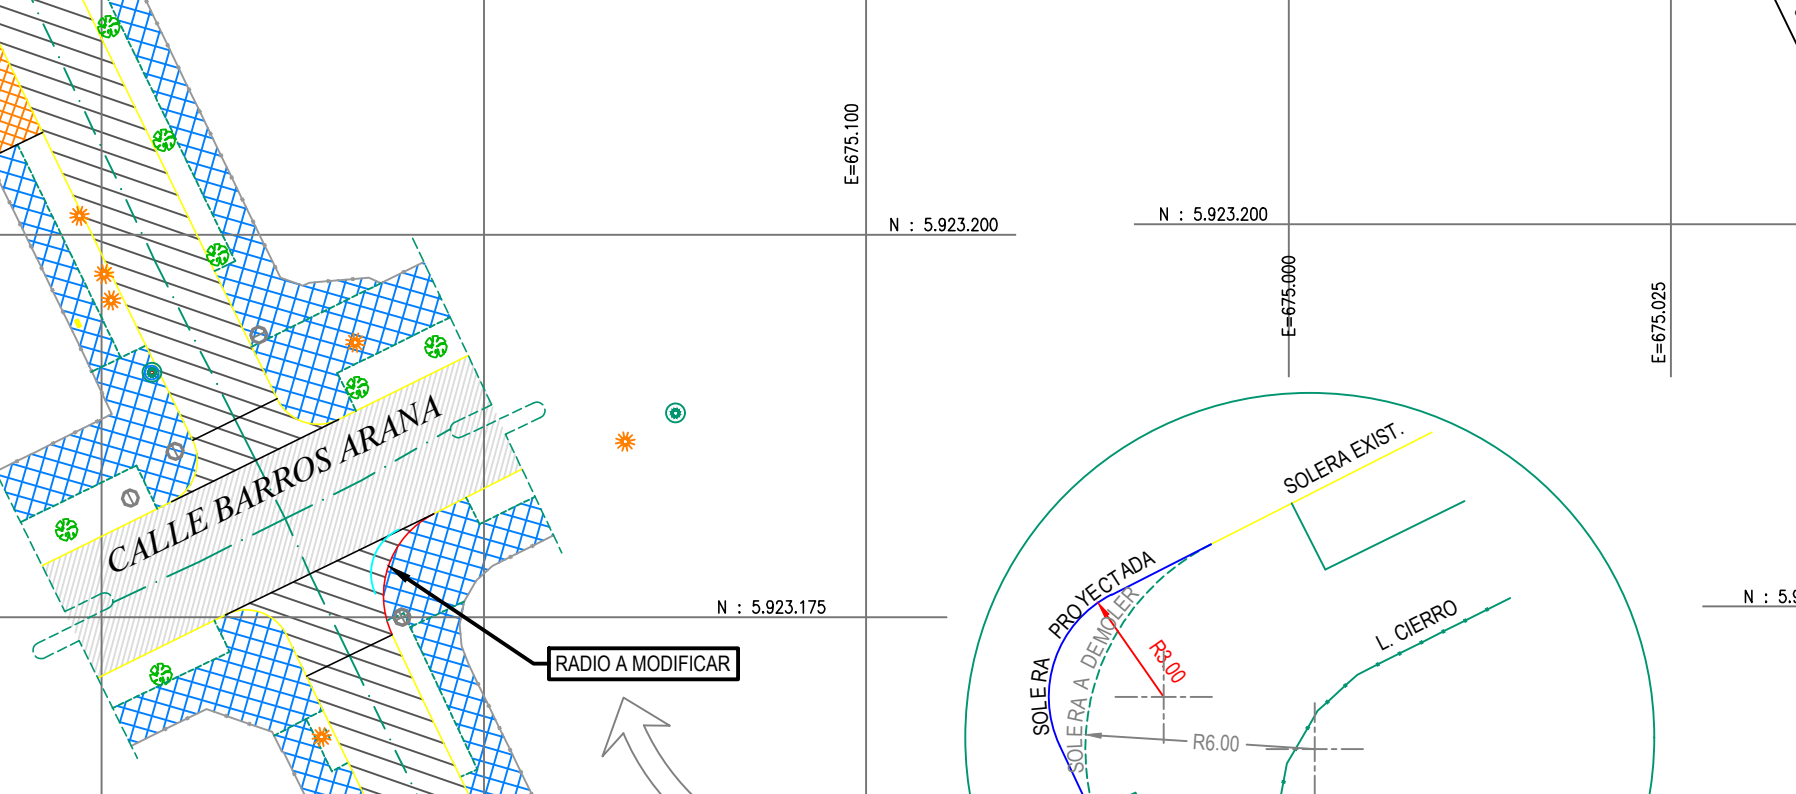 E=675.100
N : 5.923.200
N : 5.923.200
E=675.000
E=675.025
CALLE BARROS ARANA
SOLERA EXIST.
SOLERA PROYECTADA
SOLERA A DEMOLER
R3.00
L. CIERRO
R6.00
N : 5.923.175
RADIO A MODIFICAR